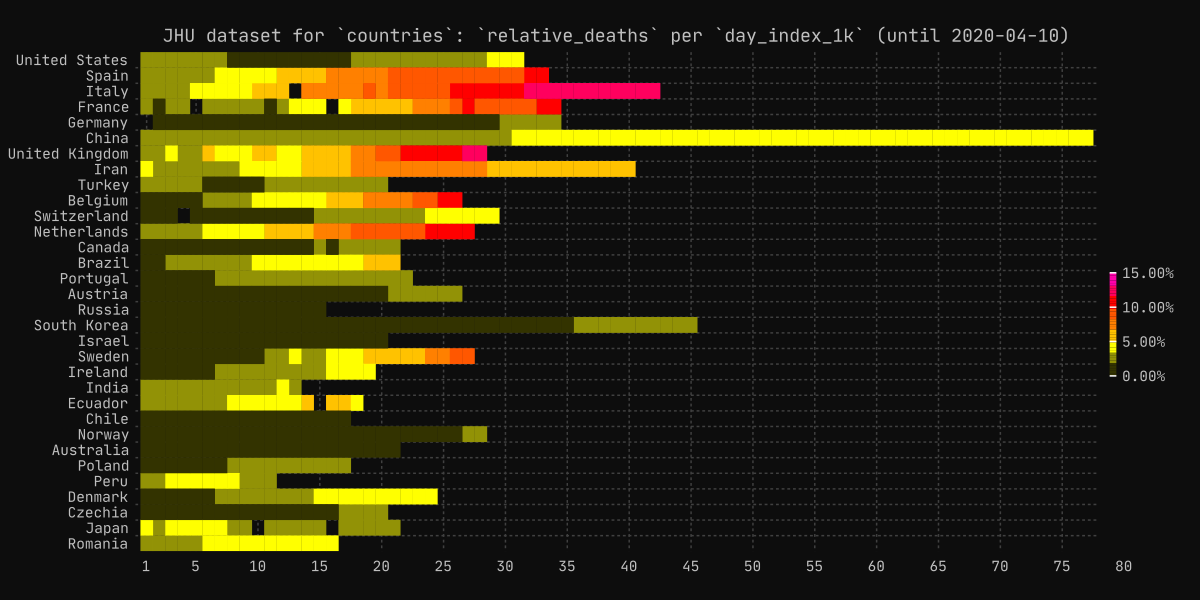 JHU dataset for `countries`: `relative_deaths` per `day_index_1k` (until 2020-04-10)
United States
Spain
Italy
France
Germany
China
United Kingdom
Iran
Turkey
Belgium
Switzerland
Netherlands
Canada
Brazil
Portugal
Austria
Russia
South Korea
Israel
Sweden
Ireland
India
Ecuador
Chile
Norway
Australia
Poland
Peru
Denmark
Czechia
Japan
Romania
1 5 10 15 20 25 30 35 40 45 50 55 60 65 70 75 80
15.00%
10.00%
5.00%
0.00%